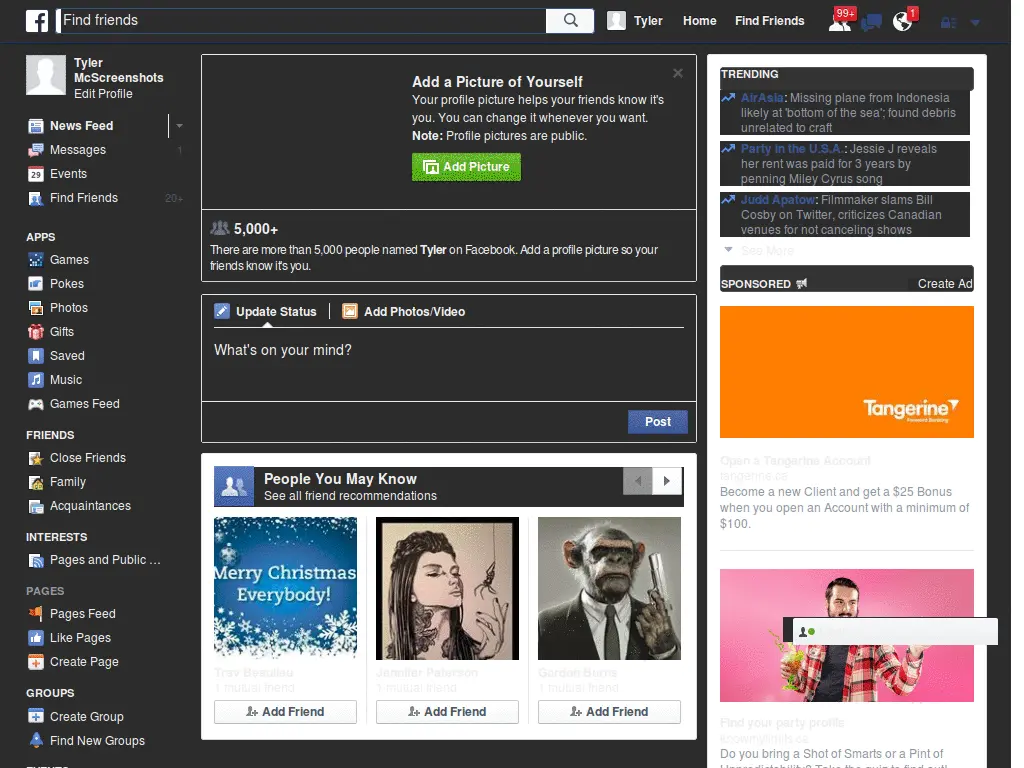 Find friends
Tyler
Home
Find Friends
99+
1
Tyler
McScreenshots
Edit Profile
News Feed
Messages
1
29
Events
Find Friends
20+
APPS
Games
Pokes
Photos
Gifts
Saved
Music
Games Feed
FRIENDS
Close Friends
Family
Acquaintances
INTERESTS
Pages and Public ...
PAGES
Pages Feed
Like Pages
Create Page
GROUPS
Create Group
Find New Groups
Add a Picture of Yourself
Your profile picture helps your friends know it's
you. You can change it whenever you want.
Note: Profile pictures are public.
Add Picture
5,000+
There are more than 5,000 people named Tyler on Facebook. Add a profile picture so your
friends know it's you.
Update Status
Add Photos/Video
What's on your mind?
Post
People You May Know
See all friend recommendations
Merry Christmas
Everybody!
Trav Beaulieu
1 mutual friend
Add Friend
Jennifer Paterson
1 mutual friend
Add Friend
Gordon Burns
1 mutual friend
Add Friend
TRENDING
AirAsia: Missing plane from Indonesia
likely at 'bottom of the sea'; found debris
unrelated to craft
Party in the U.S.A.: Jessie J reveals
her rent was paid for 3 years by
penning Miley Cyrus song
Judd Apatow: Filmmaker slams Bill
Cosby on Twitter, criticizes Canadian
venues for not canceling shows
See More
SPONSORED
Create Ad
Tangerine
Forward Banking
Open a Tangerine Account
tangerine.ca
Become a new Client and get a $25 Bonus
when you open an Account with a minimum of
$100.
Find your party profile
knowmylimits.ca
Do you bring a Shot of Smarts or a Pint of